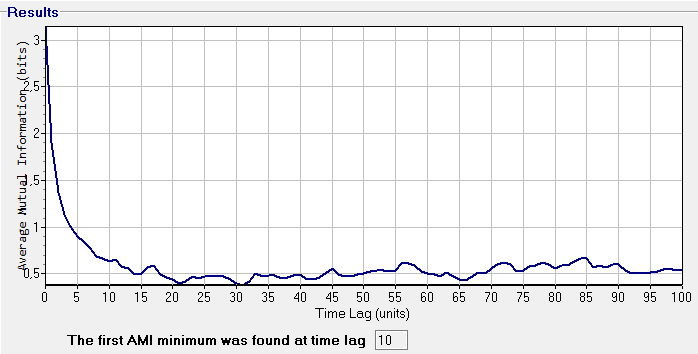 Results
Average Mutual Information (bits)
3
2,5
2
1,5
1
0,5
0 5 10 15 20 25 30 35 40 45 50 55 60 65 70 75 80 85 90 95 100
Time Lag (units)
The first AMI minimum was found at time lag 10